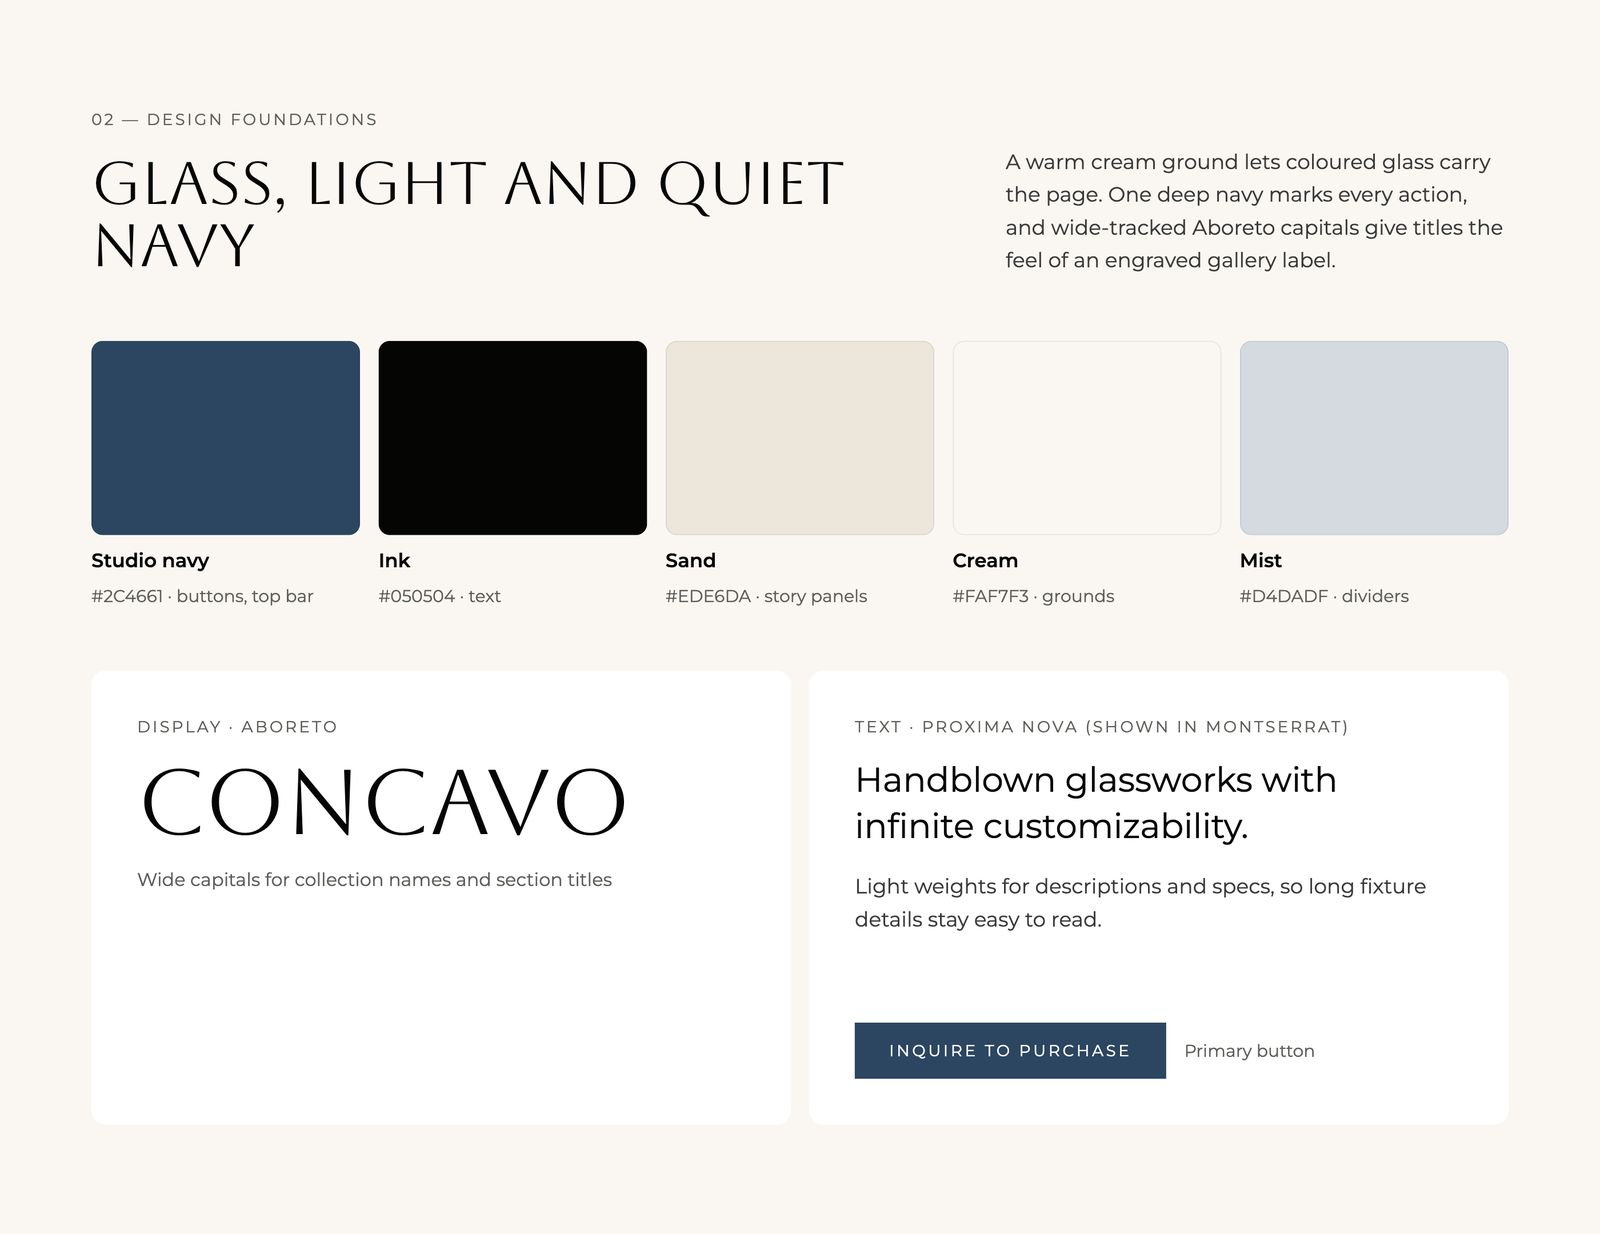 02 — DESIGN FOUNDATIONS
GLASS, LIGHT AND QUIET
NAVY
A warm cream ground lets coloured glass carry
the page. One deep navy marks every action,
and wide-tracked Aboreto capitals give titles the
feel of an engraved gallery label.
Studio navy
#2C4661 · buttons, top bar
Ink
#050504 · text
Sand
#EDE6DA · story panels
Cream
#FAF7F3 · grounds
Mist
#D4DADF · dividers
DISPLAY · ABORETO
CONCAVO
Wide capitals for collection names and section titles
TEXT · PROXIMA NOVA (SHOWN IN MONTSERRAT)
Handblown glassworks with
infinite customizability.
Light weights for descriptions and specs, so long fixture
details stay easy to read.
INQUIRE TO PURCHASE
Primary button